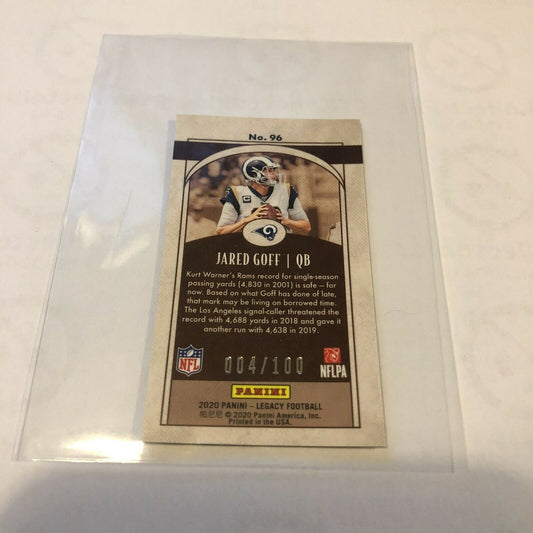 No. 96
JARED GOFF | QB
Kurt Warner's Rams record for single-season
passing yards (4,830 in 2001) is safe — for
now. Based on what Goff has done of late,
that mark may be living on borrowed time.
The Los Angeles signal-caller threatened the
record with 4,688 yards in 2018 and gave it
another run with 4,638 in 2019.
NFL
004/100
NFLPA
PANINI
2020 PANINI – LEGACY FOOTBALL
© 2020 Panini America, Inc.
Printed in the USA.